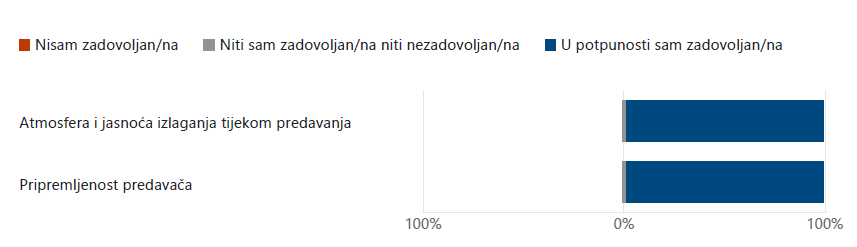 Nisam zadovoljan/na Niti sam zadovoljan/na niti nezadovoljan/na U potpunosti sam zadovoljan/na
Atmosfera i jasnoća izlaganja tijekom predavanja
Pripremljenost predavača
100% 0% 100%